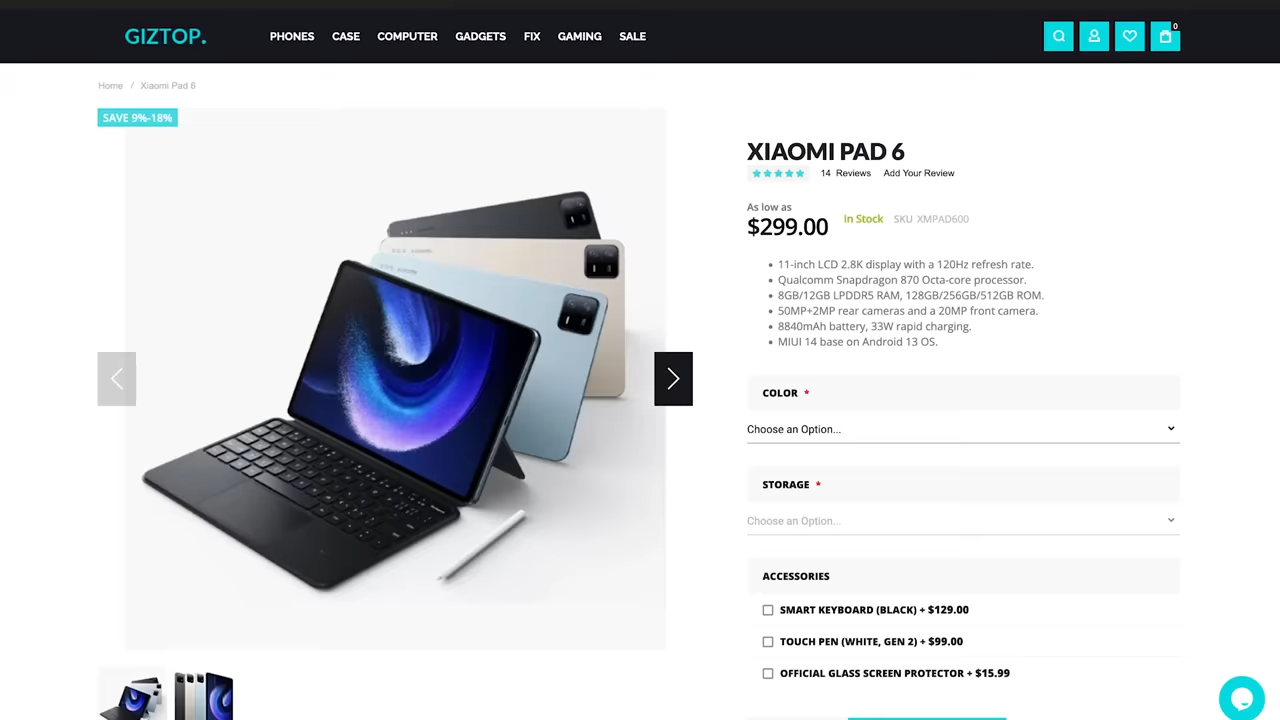 GIZTOP.
PHONES CASE COMPUTER GADGETS FIX GAMING SALE
0
Home / Xiaomi Pad 6
SAVE 9%-18%
XIAOMI PAD 6
14 Reviews Add Your Review
As low as
$299.00 In Stock SKU XMPAD600
11-inch LCD 2.8K display with a 120Hz refresh rate.
Qualcomm Snapdragon 870 Octa-core processor.
8GB/12GB LPDDR5 RAM, 128GB/256GB/512GB ROM.
50MP+2MP rear cameras and a 20MP front camera.
8840mAh battery, 33W rapid charging.
MIUI 14 base on Android 13 OS.
COLOR *
Choose an Option...
STORAGE *
Choose an Option...
ACCESSORIES
SMART KEYBOARD (BLACK) + $129.00
TOUCH PEN (WHITE, GEN 2) + $99.00
OFFICIAL GLASS SCREEN PROTECTOR + $15.99